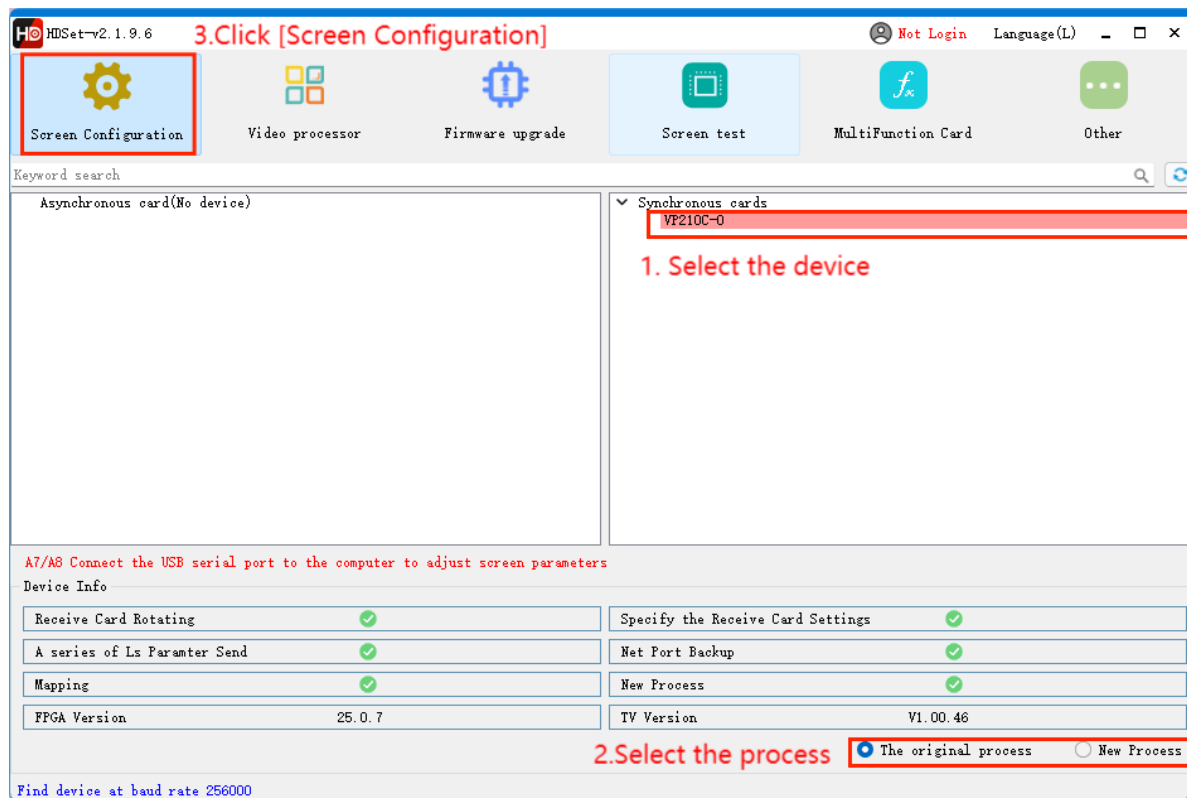 HD HDSet-v2.1.9.6 3.Click [Screen Configuration] Not Login Language(L)
Screen Configuration Video processor Firmware upgrade Screen test MultiFunction Card Other
Keyword search
Asynchronous card(No device)
Synchronous cards
VP210C-0
1. Select the device
A7/A8 Connect the USB serial port to the computer to adjust screen parameters
Device Info
Receive Card Rotating Specify the Receive Card Settings
A series of Ls Paramter Send Net Port Backup
Mapping New Process
FPGA Version 25.0.7 TV Version V1.00.46
2.Select the process The original process New Process
Find device at baud rate 256000